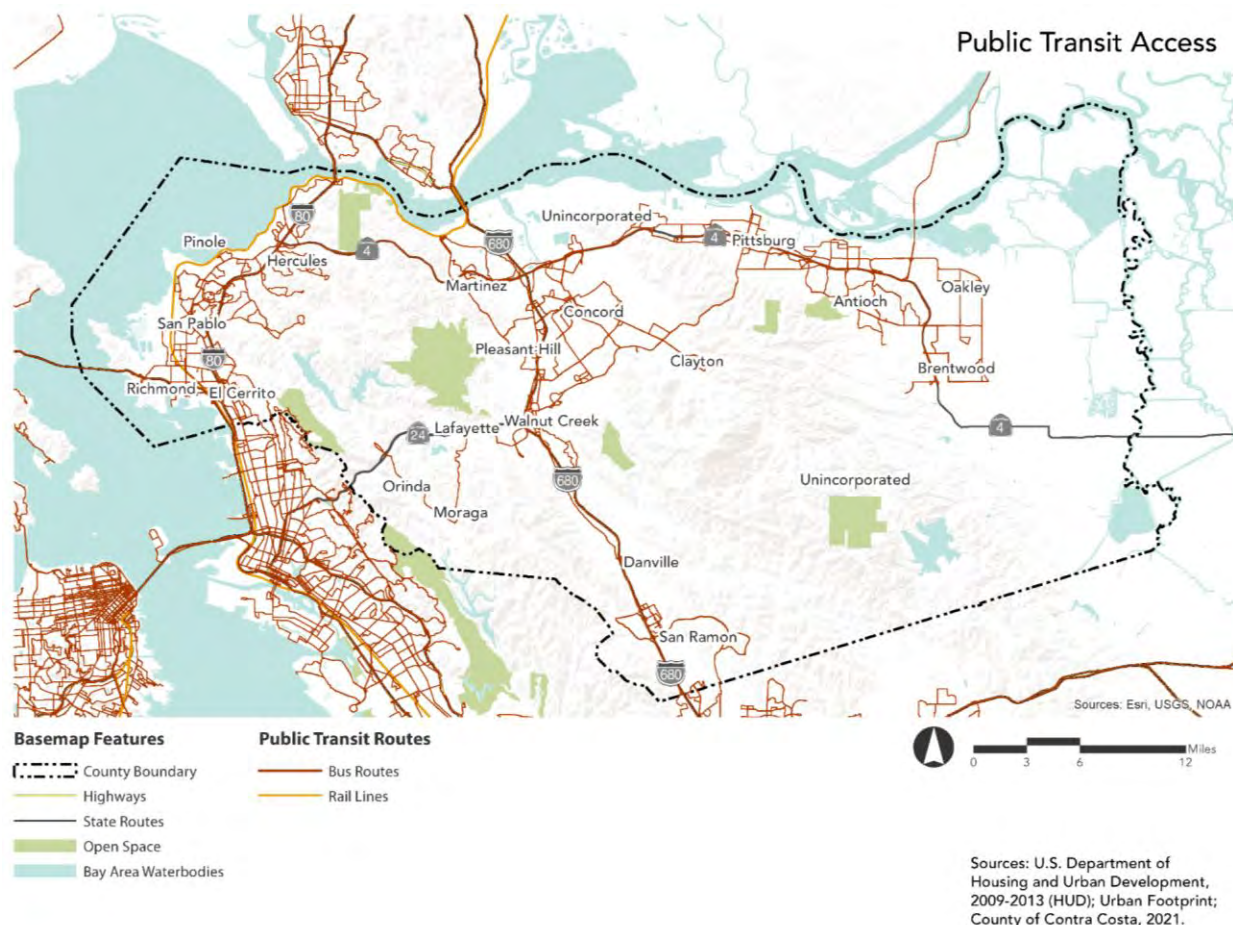 Public Transit Access
Unincorporated
80
Pinole
680
4
Pittsburg
Hercules
4
Martinez
Antioch
Oakley
Concord
San Pablo
80
Pleasant Hill
Clayton
Brentwood
Richmond
El Cerrito
Walnut Creek
Lafayette
24
4
680
Orinda
Unincorporated
Moraga
Danville
San Ramon
680
Sources: Esri, USGS, NOAA
Basemap Features
County Boundary
Highways
State Routes
Open Space
Bay Area Waterbodies
Public Transit Routes
Bus Routes
Rail Lines
Miles
0 3 6 12
Sources: U.S. Department of
Housing and Urban Development,
2009-2013 (HUD); Urban Footprint;
County of Contra Costa, 2021.